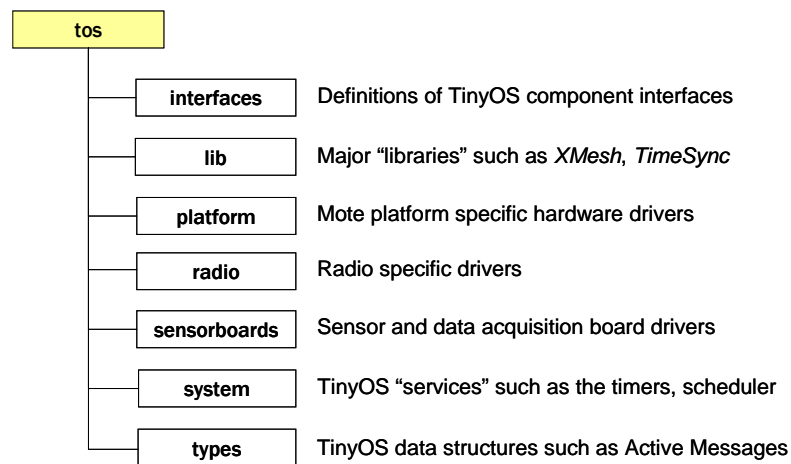 tos
interfaces Definitions of TinyOS component interfaces
lib Major “libraries” such as XMesh, TimeSync
platform Mote platform specific hardware drivers
radio Radio specific drivers
sensorboards Sensor and data acquisition board drivers
system TinyOS “services” such as the timers, scheduler
types TinyOS data structures such as Active Messages